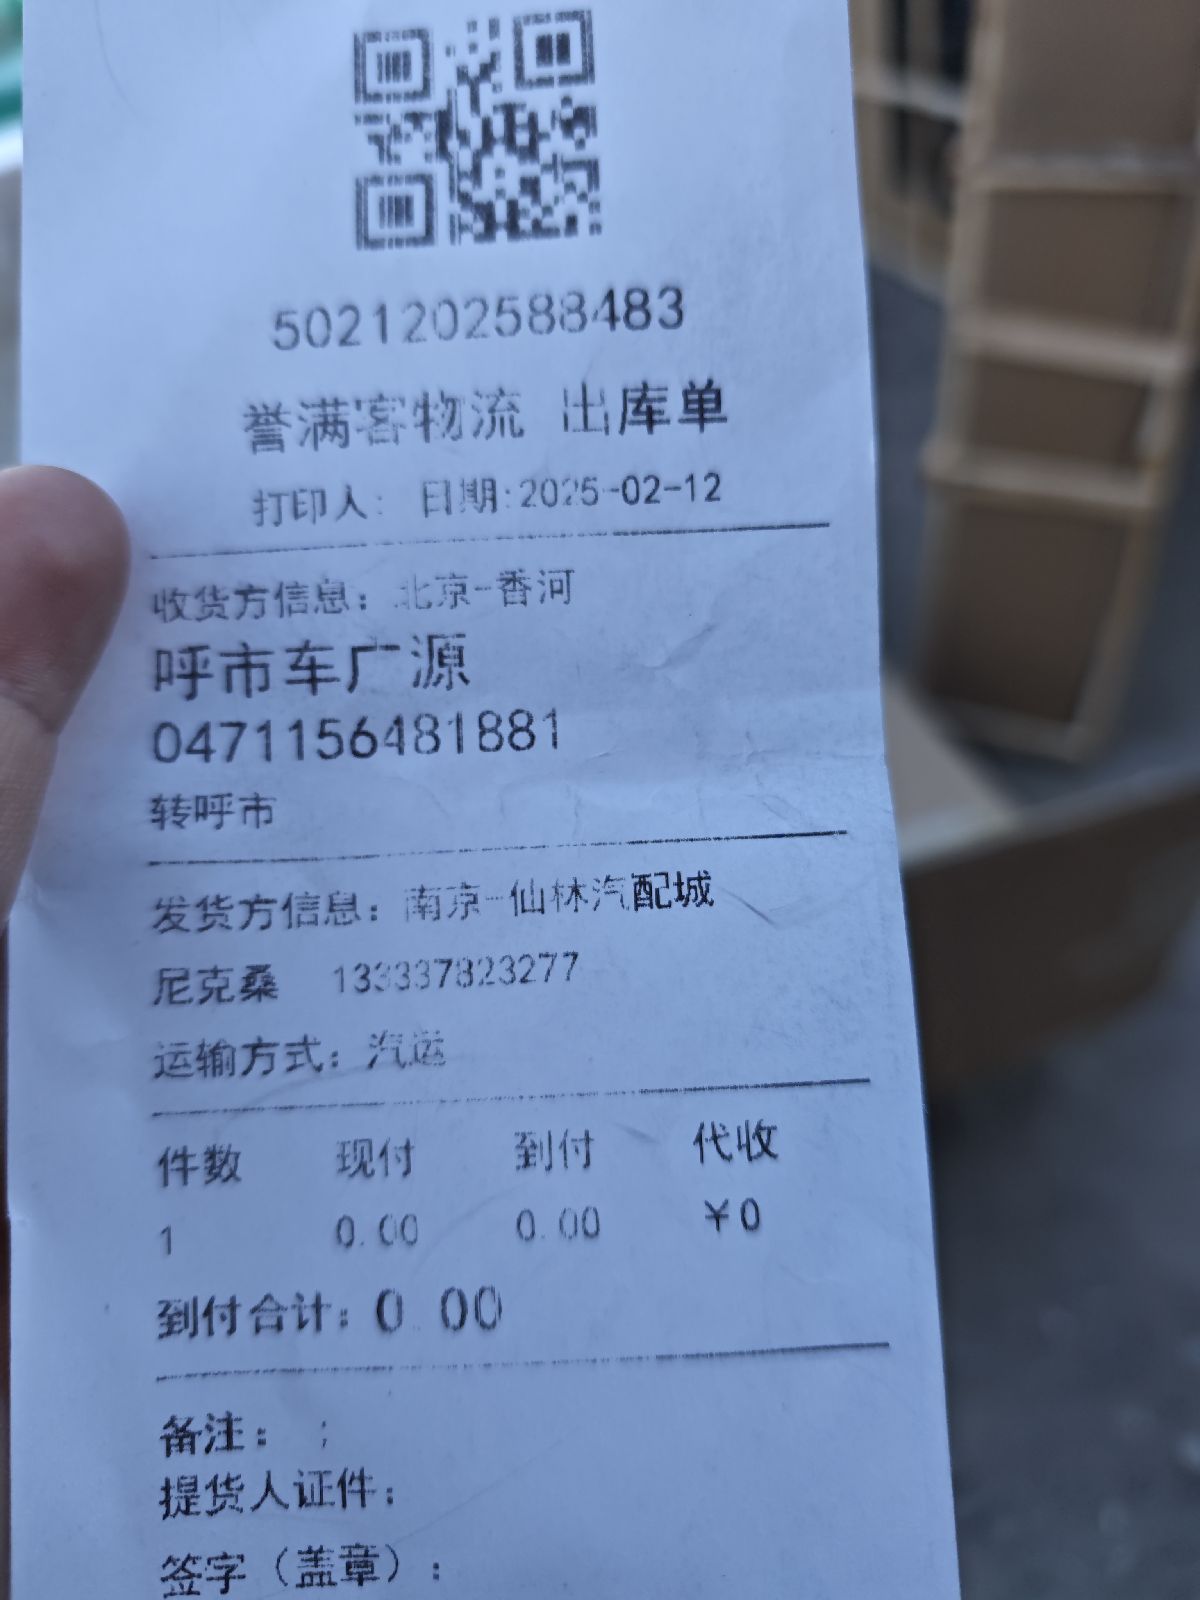 5021202588483
誉满客物流 出库单
打印人: 日期:2025-02-12
收货方信息：北京-香河
呼市车广源
0471156481881
转呼市
发货方信息：南京-仙林汽配城
尼克桑 13337823277
运输方式：汽运
件数 现付 到付 代收
1 0.00 0.00 ￥0
到付合计：0.00
备注： ;
提货人证件：
签字（盖章）：